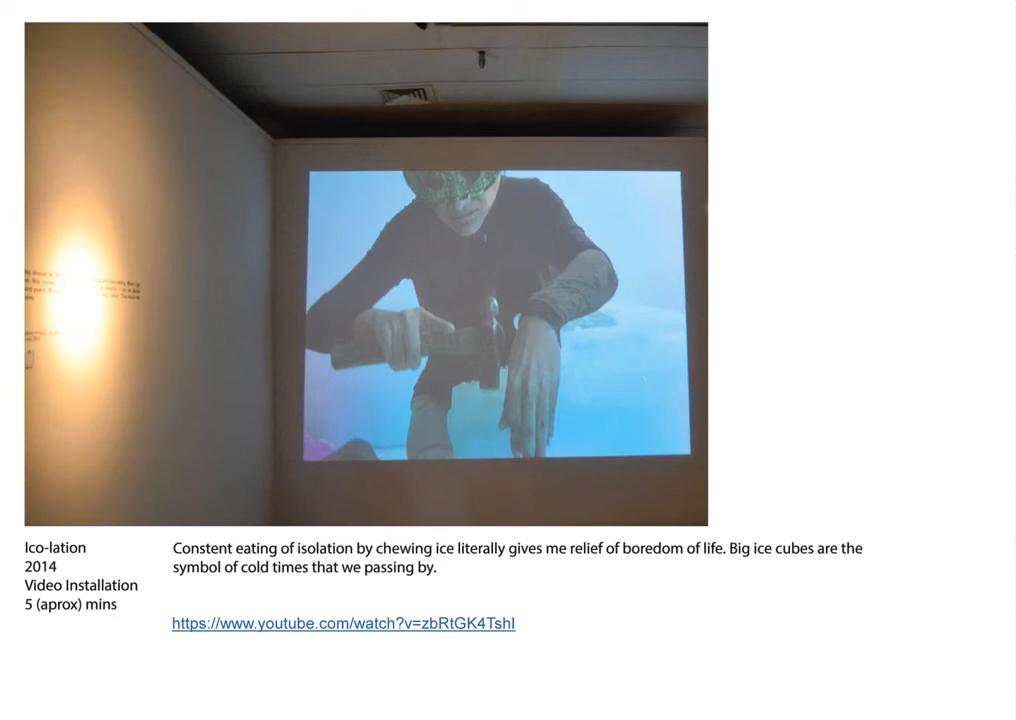 Ico-lation
2014
Video Installation
5 (aprox) mins
Constent eating of isolation by chewing ice literally gives me relief of boredom of life. Big ice cubes are the
symbol of cold times that we passing by.
https://www.youtube.com/watch?v=zbRtGK4TshI